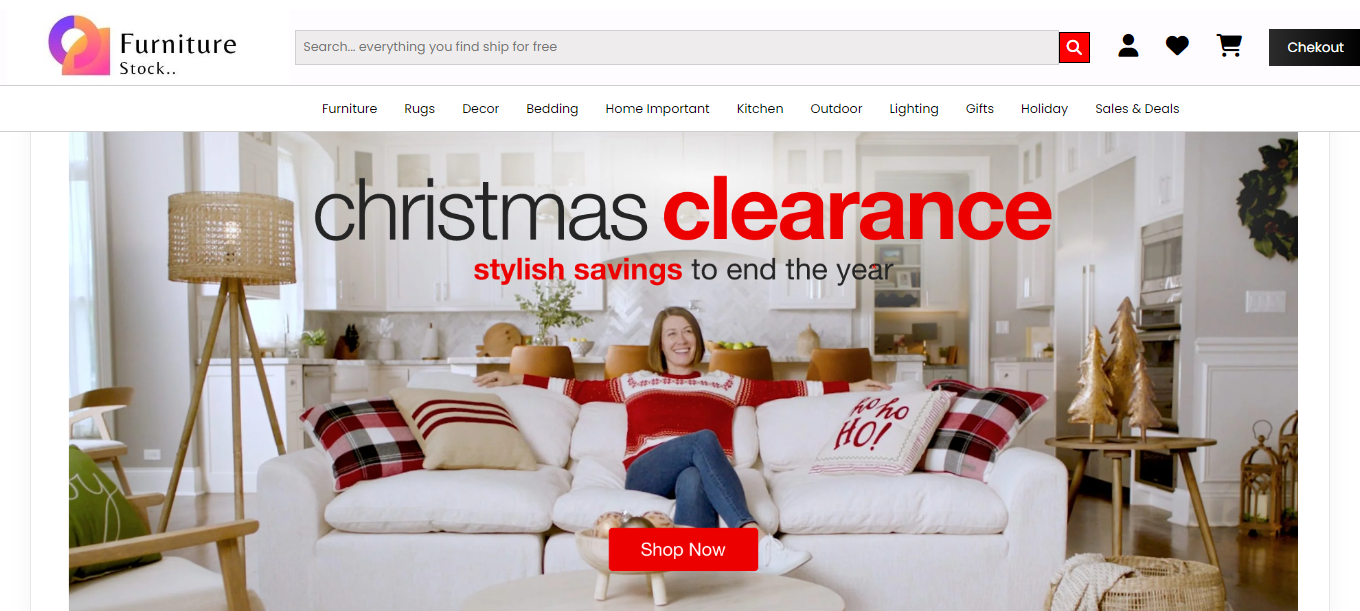 Furniture
Stock..
Search... everything you find ship for free
Chekout
Furniture Rugs Decor Bedding Home Important Kitchen Outdoor Lighting Gifts Holiday Sales & Deals
christmas clearance
stylish savings to end the year
ho ho
HO!
Shop Now